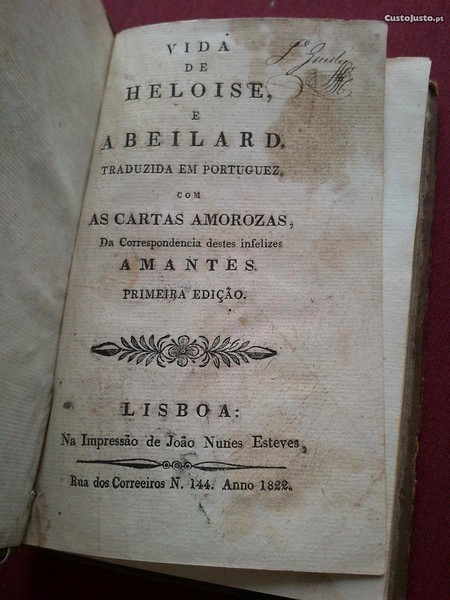 CustoJusto.pt
VIDA
DE
HELOISE,
E
ABEILARD.
TRADUZIDA EM PORTUGUEZ,
COM
AS CARTAS AMOROZAS,
Da Correspondencia destes infelizes
AMANTES.
PRIMEIRA EDIÇÃO.
LISBOA:
Na Impressão de João Nunes Esteves,
Rua dos Correeiros N. 144. Anno 1822.